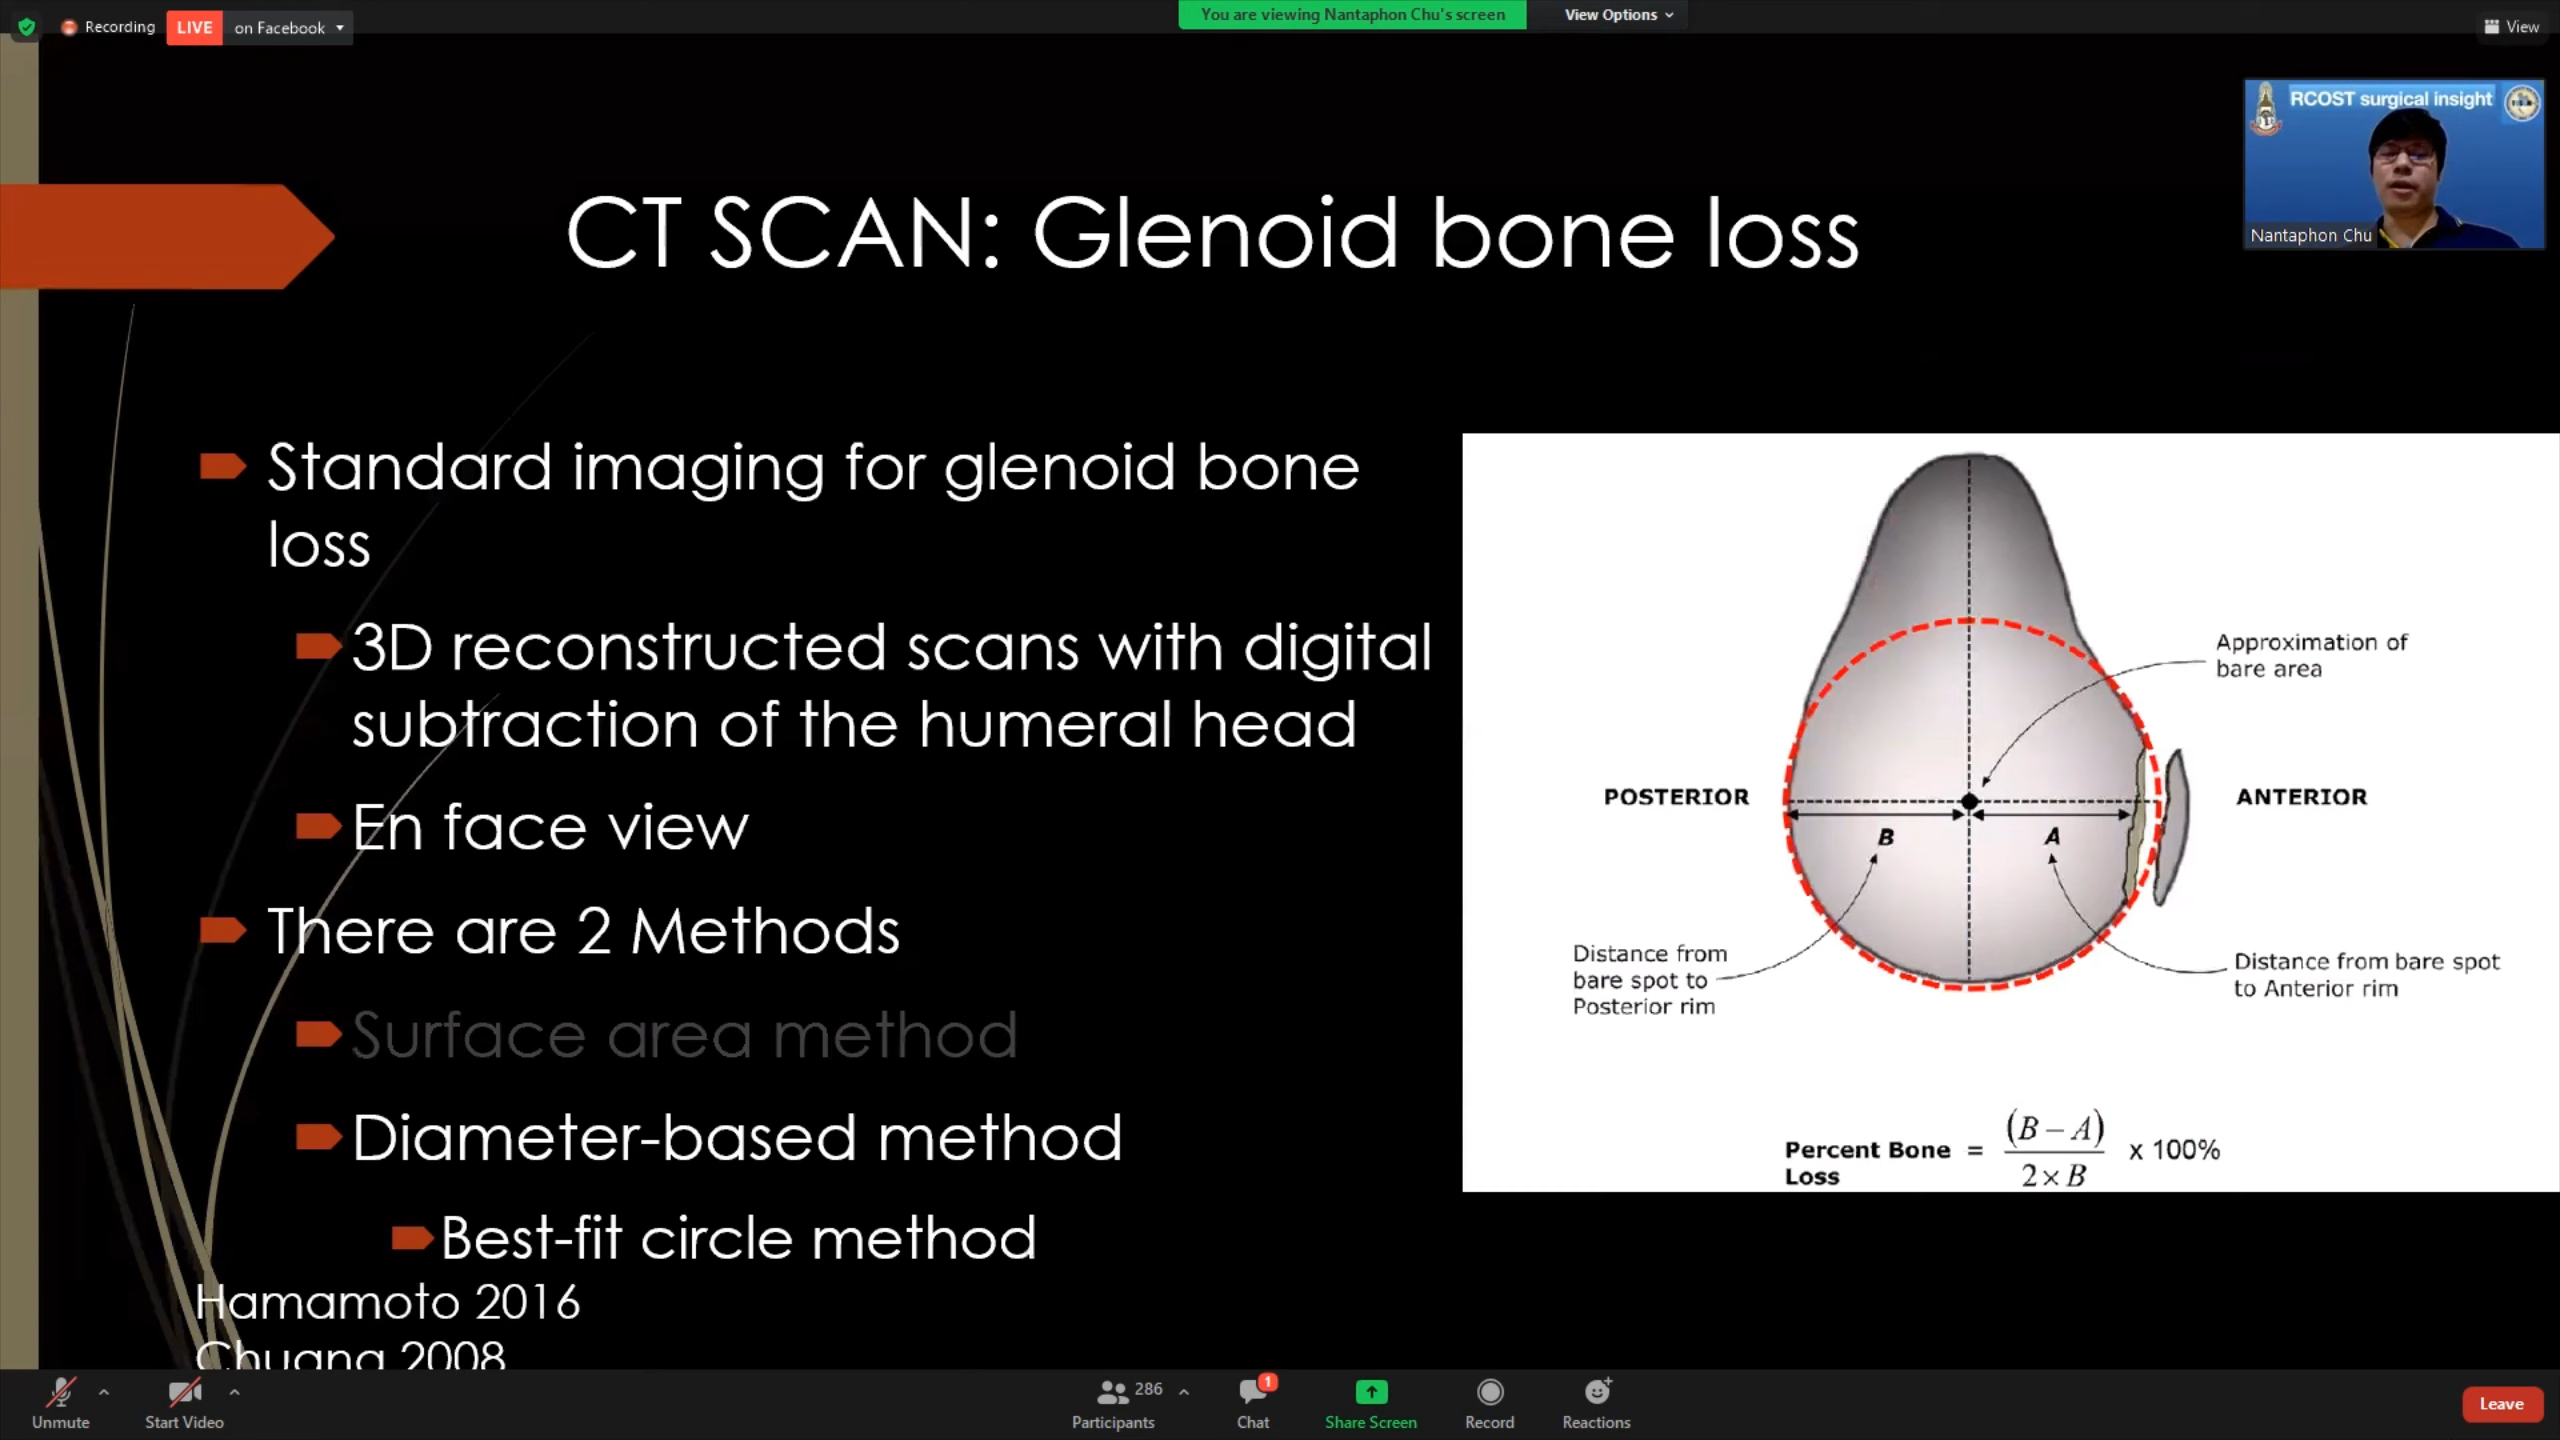 Recording
LIVE on Facebook
You are viewing Nantaphon Chu's screen
View Options
View
RCOST surgical insight
Nantaphon Chu
CT SCAN: Glenoid bone loss
Standard imaging for glenoid bone
loss
3D reconstructed scans with digital
subtraction of the humeral head
En face view
There are 2 Methods
Surface area method
Diameter-based method
Best-fit circle method
Hamamoto 2016
Chuang 2008
Approximation of
bare area
POSTERIOR
ANTERIOR
B
A
Distance from
bare spot to
Posterior rim
Distance from bare spot
to Anterior rim
Percent Bone
Loss
=
(B – A)
2 × B
x 100%
Unmute
Start Video
286
Participants
1
Chat
Share Screen
Record
Reactions
Leave